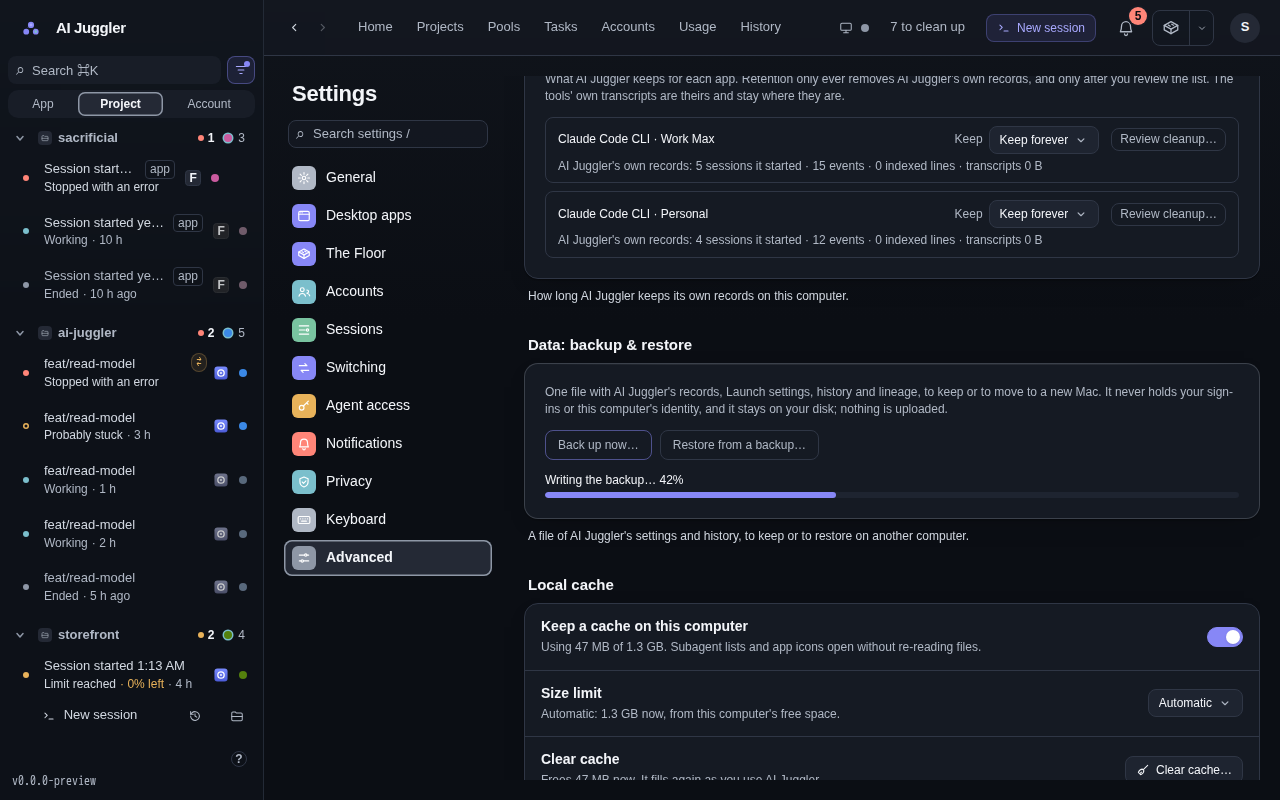 AI Juggler
Search ⌘K
App
Project
Account
sacrificial
1
3
Session start…
app
F
Stopped with an error
Session started ye…
app
F
Working · 10 h
Session started ye…
app
F
Ended · 10 h ago
ai-juggler
2
5
feat/read-model
Stopped with an error
feat/read-model
Probably stuck · 3 h
feat/read-model
Working · 1 h
feat/read-model
Working · 2 h
feat/read-model
Ended · 5 h ago
storefront
2
4
Session started 1:13 AM
Limit reached · 0% left · 4 h
New session
?
v0.0.0-preview
Home
Projects
Pools
Tasks
Accounts
Usage
History
7 to clean up
New session
5
S
Settings
Search settings /
General
Desktop apps
The Floor
Accounts
Sessions
Switching
Agent access
Notifications
Privacy
Keyboard
Advanced
What AI Juggler keeps for each app. Retention only ever removes AI Juggler's own records, and only after you review the list. The
tools' own transcripts are theirs and stay where they are.
Claude Code CLI · Work Max
Keep
Keep forever
Review cleanup…
AI Juggler's own records: 5 sessions it started · 15 events · 0 indexed lines · transcripts 0 B
Claude Code CLI · Personal
Keep
Keep forever
Review cleanup…
AI Juggler's own records: 4 sessions it started · 12 events · 0 indexed lines · transcripts 0 B
How long AI Juggler keeps its own records on this computer.
Data: backup & restore
One file with AI Juggler's records, Launch settings, history and lineage, to keep or to move to a new Mac. It never holds your sign-
ins or this computer's identity, and it stays on your disk; nothing is uploaded.
Back up now…
Restore from a backup…
Writing the backup… 42%
A file of AI Juggler's settings and history, to keep or to restore on another computer.
Local cache
Keep a cache on this computer
Using 47 MB of 1.3 GB. Subagent lists and app icons open without re-reading files.
Size limit
Automatic: 1.3 GB now, from this computer's free space.
Automatic
Clear cache
Frees 47 MB now. It fills again as you use AI Juggler.
Clear cache…